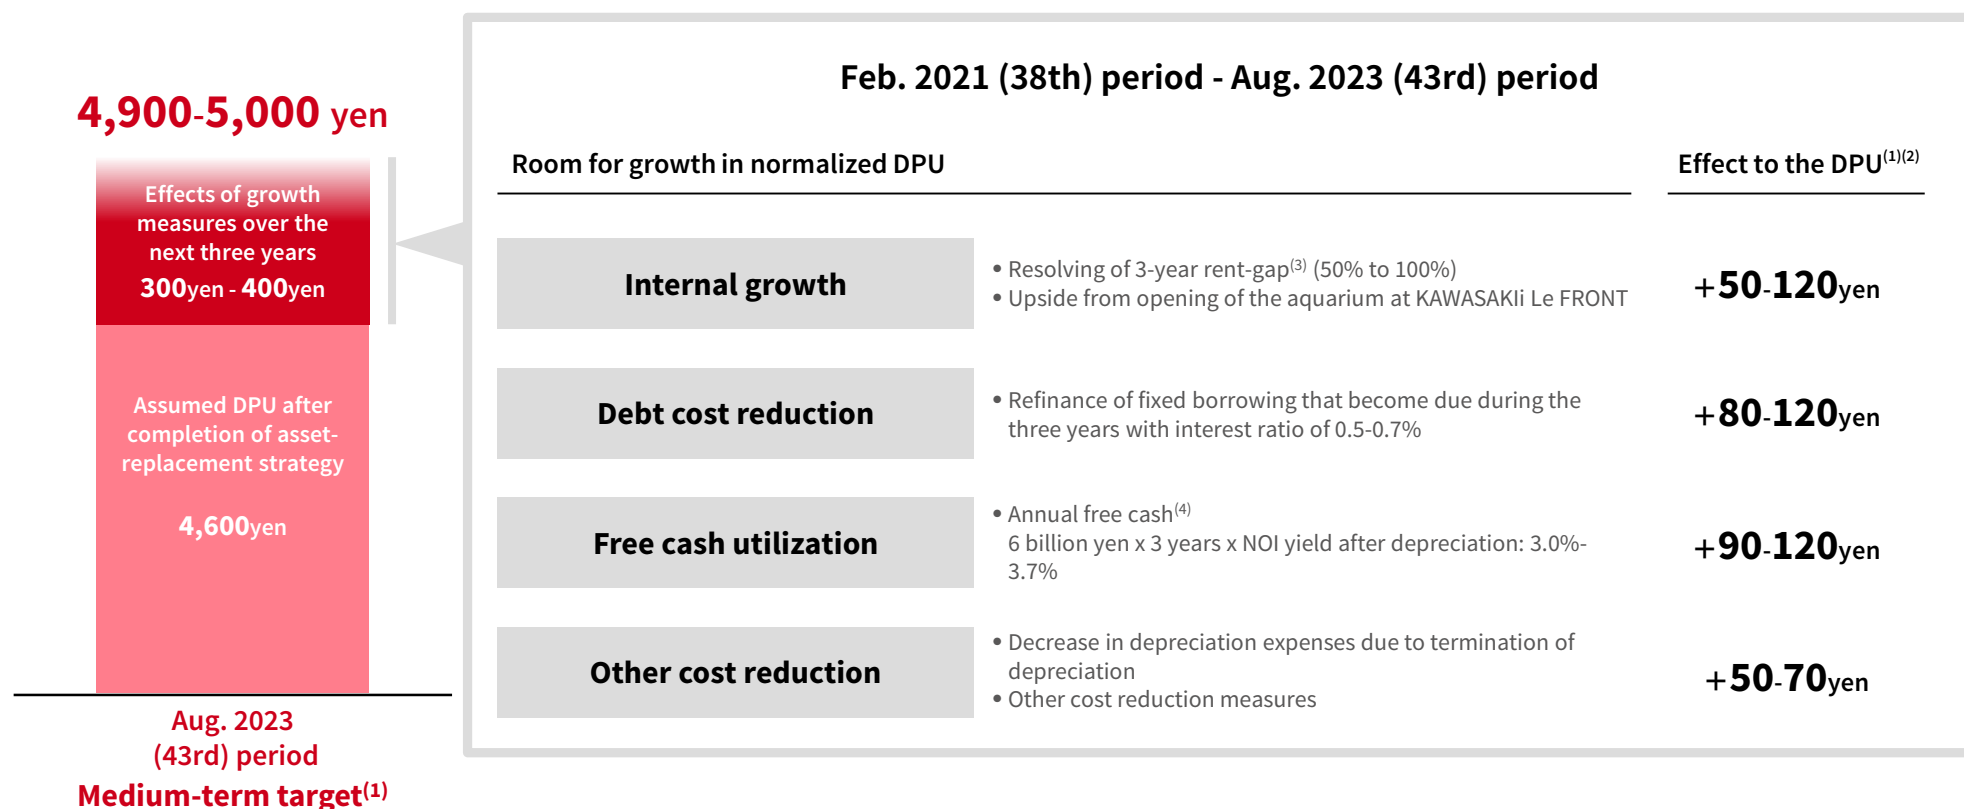 4,900-5,000 yen
Effects of growth
measures over the
next three years
300yen - 400yen
Assumed DPU after
completion of asset-
replacement strategy
4,600yen
Aug. 2023
(43rd) period
Medium-term target(1)
Feb. 2021 (38th) period - Aug. 2023 (43rd) period
Room for growth in normalized DPU
Effect to the DPU(1)(2)
Internal growth
• Resolving of 3-year rent-gap(3) (50% to 100%)
• Upside from opening of the aquarium at KAWASAKIi Le FRONT
+50-120yen
Debt cost reduction
• Refinance of fixed borrowing that become due during the
three years with interest ratio of 0.5-0.7%
+80-120yen
Free cash utilization
• Annual free cash(4)
6 billion yen x 3 years x NOI yield after depreciation: 3.0%-
3.7%
+90-120yen
Other cost reduction
• Decrease in depreciation expenses due to termination of
depreciation
• Other cost reduction measures
+50-70yen